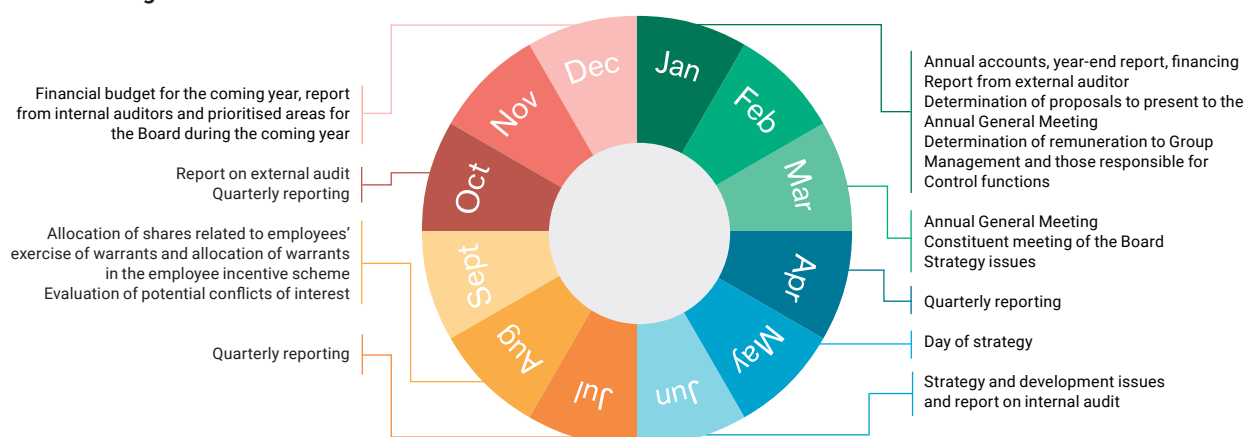 Dec
Jan
Feb
Mar
Apr
May
Jun
Jul
Aug
Sept
Oct
Nov
Annual accounts, year-end report, financing
Report from external auditor
Determination of proposals to present to the
Annual General Meeting
Determination of remuneration to Group
Management and those responsible for
Control functions
Annual General Meeting
Constituent meeting of the Board
Strategy issues
Quarterly reporting
Day of strategy
Strategy and development issues
and report on internal audit
Financial budget for the coming year, report
from internal auditors and prioritised areas for
the Board during the coming year
Report on external audit
Quarterly reporting
Allocation of shares related to employees’
exercise of warrants and allocation of warrants
in the employee incentive scheme
Evaluation of potential conflicts of interest
Quarterly reporting